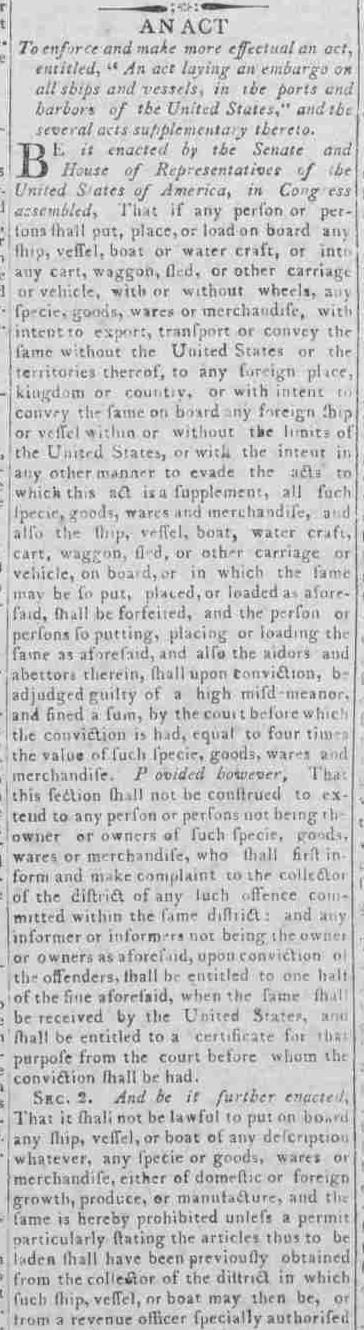 AN ACT
To enforce and make more effectual an act,
entitled, "An act laying an embargo on
all ships and vessels, in the ports and
harbors of the United States," and the
several acts supplementary thereto.
BE it enacted by the Senate and
House of Representatives of the
United States of America, in Congress
assembled, That if any perſon or per-
ſons ſhall put, place, or load on board any
ſhip, veſſel, boat or water craft, or into
any cart, waggon, ſled, or other carriage
or vehicle, with or without wheels, any
ſpecie, goods, wares or merchandiſe, with
intent to export, tranſport or convey the
ſame without the United States or the
territories thereof, to any foreign place,
kingdom or country, or with intent to
convey the ſame on board any foreign ſhip
or veſſel within or without the limits of
the United States, or with the intent in
any other manner to evade the acts to
which this act is a ſupplement, all ſuch
ſpecie, goods, wares and merchandiſe, and
alſo the ſhip, veſſel, boat, water craft,
cart, waggon, ſled, or other carriage or
vehicle, on board, or in which the ſame
may be ſo put, placed, or loaded as afore-
ſaid, ſhall be forfeited, and the perſon or
perſons ſo putting, placing or loading the
ſame as aforeſaid, and alſo the aidors and
abettors therein, ſhall upon conviction, be
adjudged guilty of a high miſd-meanor,
and fined a ſum, by the court before which
the conviction is had, equal to four times
the value of ſuch ſpecie, goods, wares and
merchandiſe. P ovided however, That
this ſection ſhall not be conſtrued to ex-
tend to any perſon or perſons not being the
owner or owners of ſuch ſpecie, goods,
wares or merchandiſe, who ſhall firſt in-
form and make complaint to the collector
of the diſtrict of any ſuch offence com-
mitted within the ſame diſtrict: and any
informer or informers not being the owner
or owners as aforeſaid, upon conviction of
the offenders, ſhall be entitled to one half
of the fine aforeſaid, when the ſame ſhall
be received by the United States, and
ſhall be entitled to a certificate for that
purpoſe from the court before whom the
conviction ſhall be had.
SEC. 2. And be it further enacted,
That it ſhall not be lawful to put on board
any ſhip, veſſel, or boat of any deſcription
whatever, any ſpecie or goods, wares or
merchandiſe, either of domeſtic or foreign
growth, produce, or manufacture, and the
ſame is hereby prohibited unleſs a permit
particularly ſtating the articles thus to be
laden ſhall have been previouſly obtained
from the collector of the diſtrict in which
ſuch ſhip, veſſel, or boat may then be, or
from a revenue officer ſpecially authoriſed